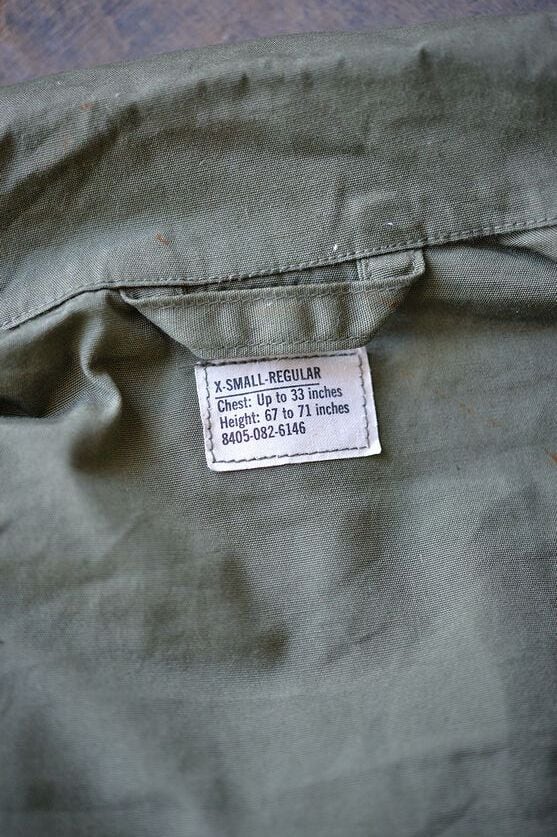 X-SMALL-REGULAR
Chest: Up to 33 inches
Height: 67 to 71 inches
8405-082-6146